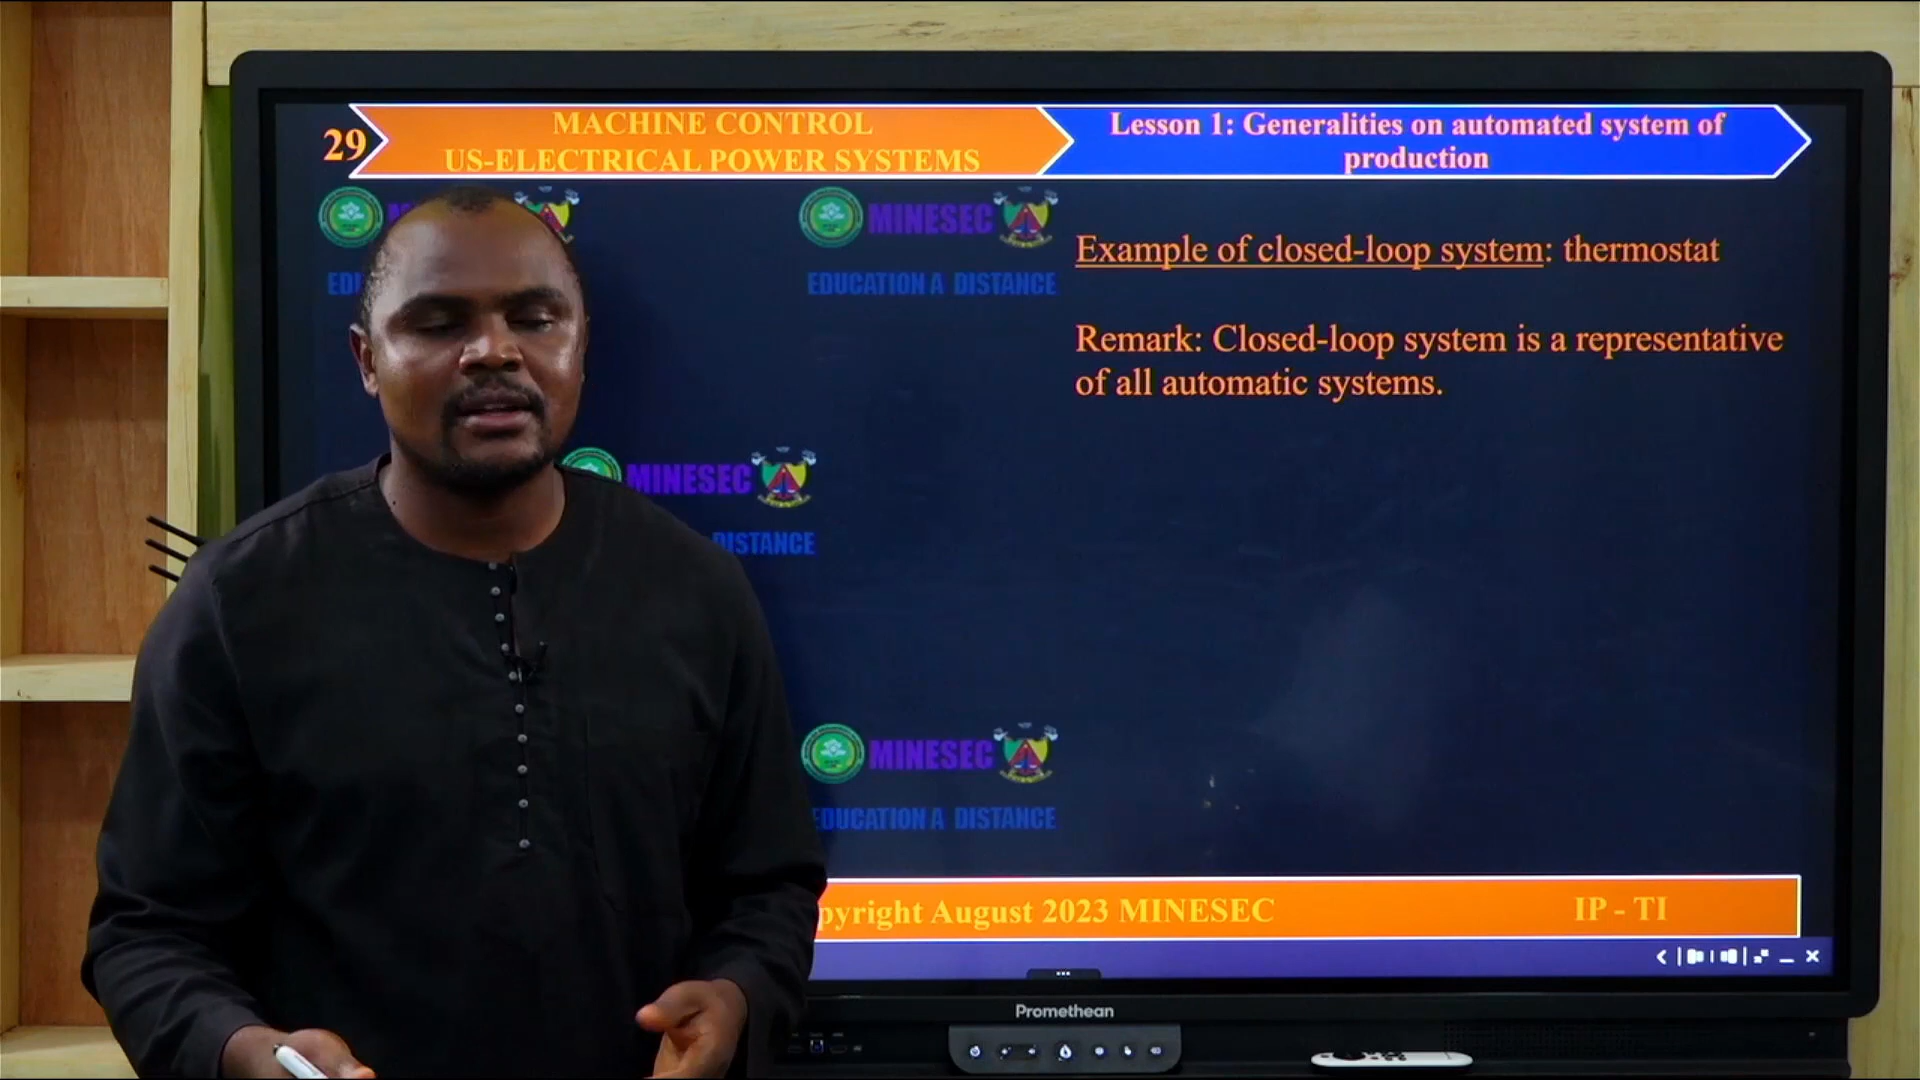 29
MACHINE CONTROL
US-ELECTRICAL POWER SYSTEMS
Lesson 1: Generalities on automated system of
production
MINESEC
EDUCATION A DISTANCE
Example of closed-loop system: thermostat
Remark: Closed-loop system is a representative
of all automatic systems.
MINESEC
DISTANCE
MINESEC
EDUCATION A DISTANCE
pyright August 2023 MINESEC
IP - TI
Promethean